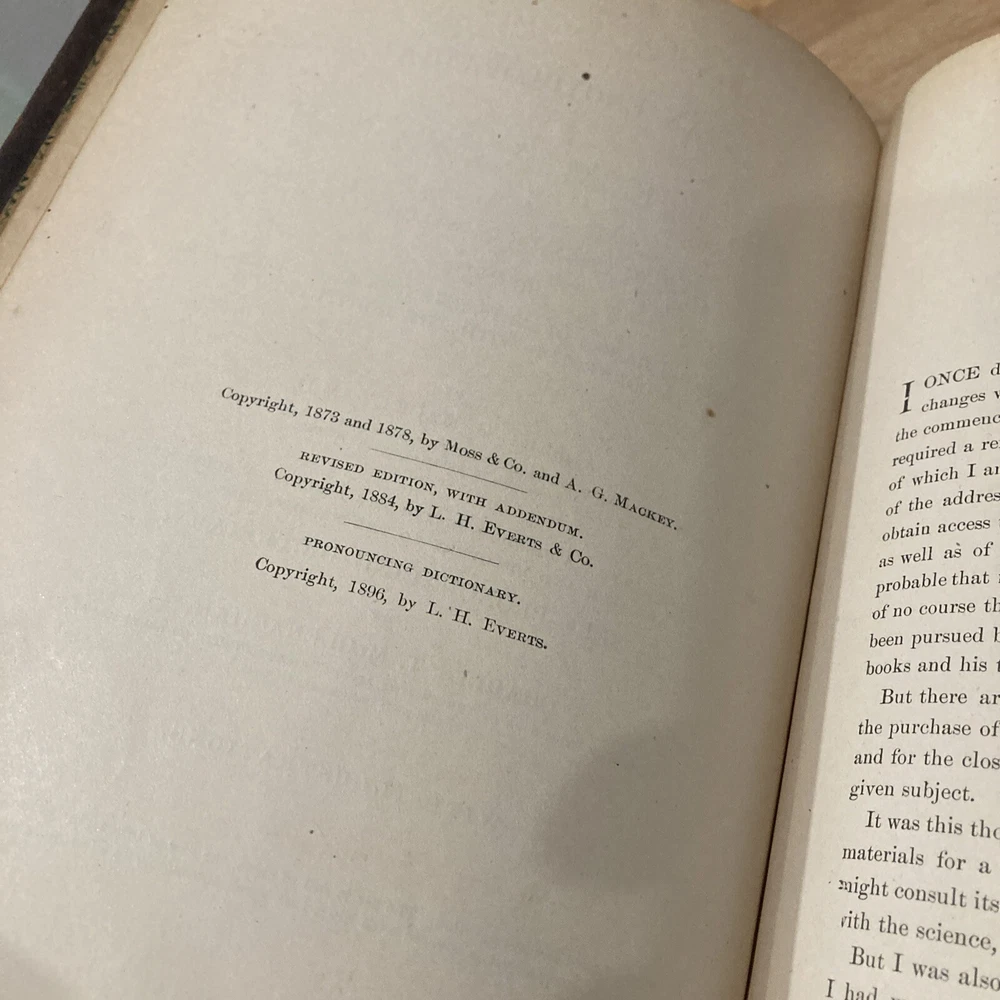 Copyright, 1873 and 1878, by Moss & Co. and A. G. Mackey.
REVISED EDITION, WITH ADDENDUM.
Copyright, 1884, by L. H. Everts & Co.
PRONOUNCING DICTIONARY.
Copyright, 1896, by L. H. Everts.
I ONCE d
changes w
the commenc
required a re
of which I an
of the addres
obtain access
as well as of
probable that
of no course th
been pursued b
books and his t
But there ar
the purchase of
and for the clos
given subject.
It was this tho
materials for a
might consult its
with the science,
But I was also
I had